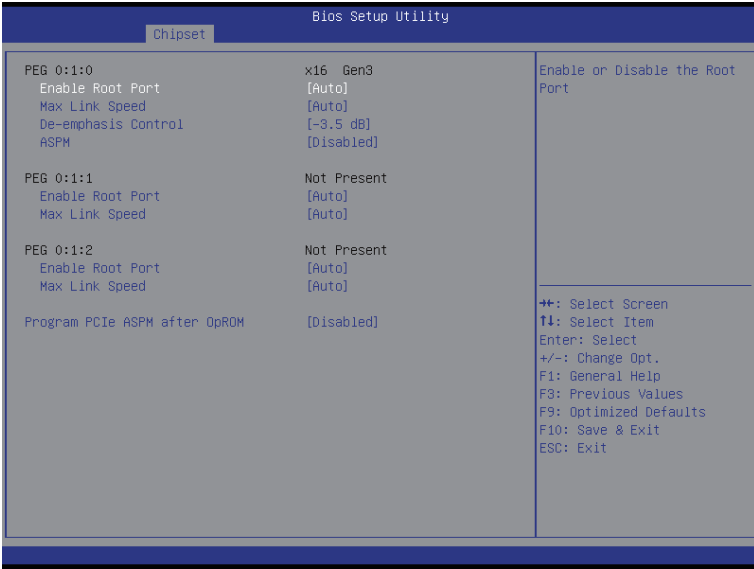 Bios Setup Utility
Chipset
PEG 0:1:0 x16 Gen3
Enable Root Port [Auto]
Max Link Speed [Auto]
De-emphasis Control [-3.5 dB]
ASPM [Disabled]
PEG 0:1:1 Not Present
Enable Root Port [Auto]
Max Link Speed [Auto]
PEG 0:1:2 Not Present
Enable Root Port [Auto]
Max Link Speed [Auto]
Program PCIe ASPM after OpROM [Disabled]
Enable or Disable the Root
Port
→←: Select Screen
↑↓: Select Item
Enter: Select
+/-: Change Opt.
F1: General Help
F3: Previous Values
F9: Optimized Defaults
F10: Save & Exit
ESC: Exit